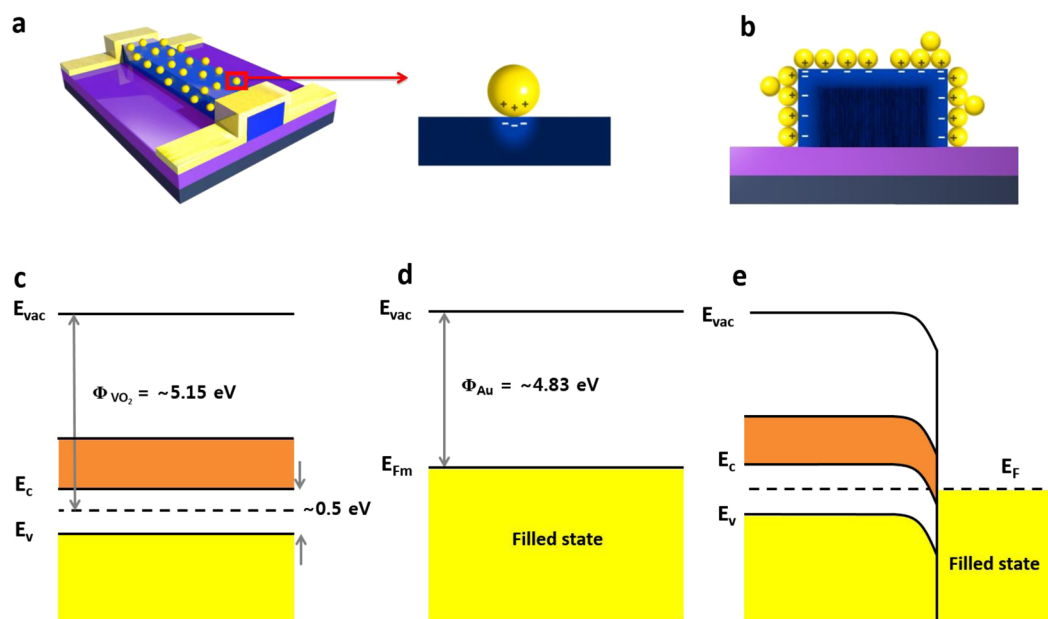 a
b
+ + + +
- - -
+ + + + + + +
- - - - - -
+ + + +
- - - -
+ + + +
- - - -
c
d
e
Evac
Φ VO2 = ~5.15 eV
Ec
~0.5 eV
Ev
Evac
ΦAu = ~4.83 eV
EFm
Filled state
Evac
Ec
EF
Ev
Filled state